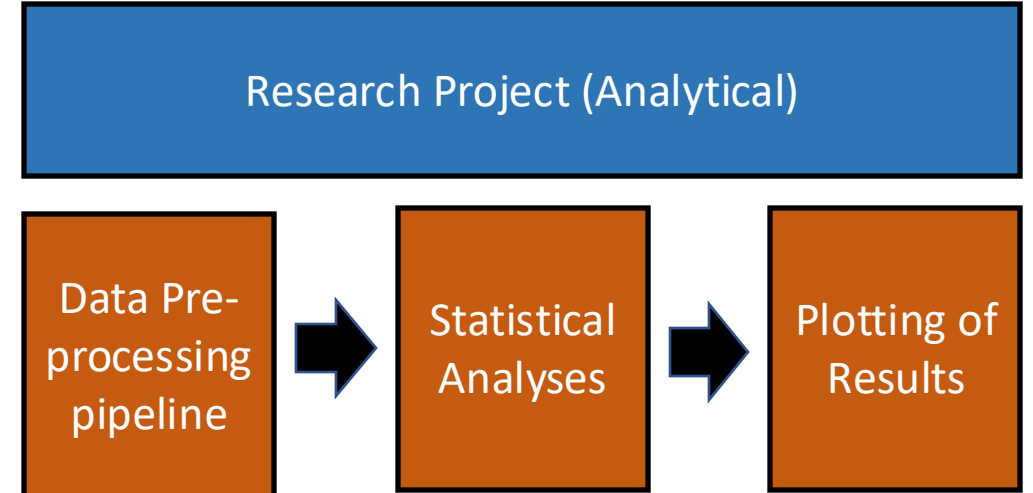 Research Project (Analytical)
Data Pre-
processing
pipeline
Statistical
Analyses
Plotting of
Results